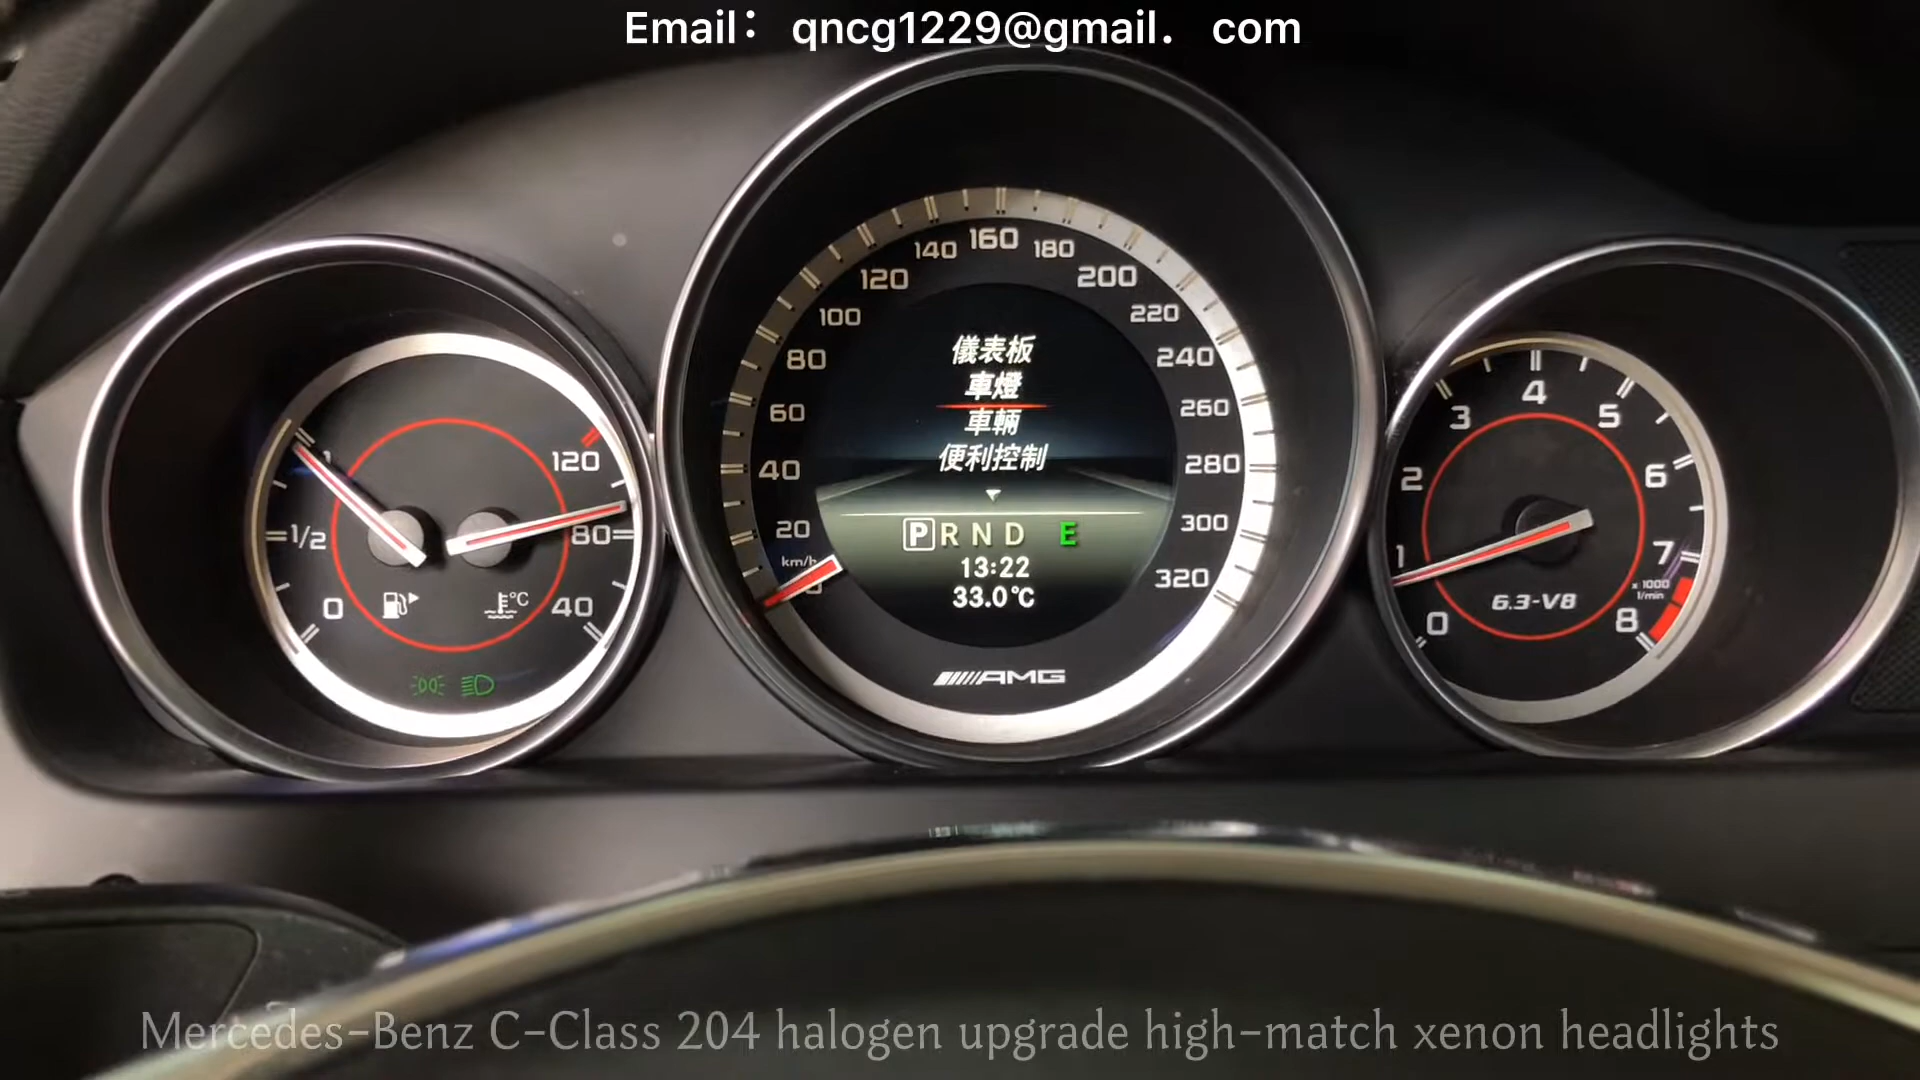 Email： qncg1229@gmail． com
1
1/2
0
120
80
40
°C
0
20
40
60
80
100
120
140
160
180
200
220
240
260
280
300
320
km/h
儀表板
車燈
車輛
便利控制
P R N D E
13:22
33.0°C
AMG
0
1
2
3
4
5
6
7
8
x 1000
1/min
6.3-V8
Mercedes-Benz C-Class 204 halogen upgrade high-match xenon headlights